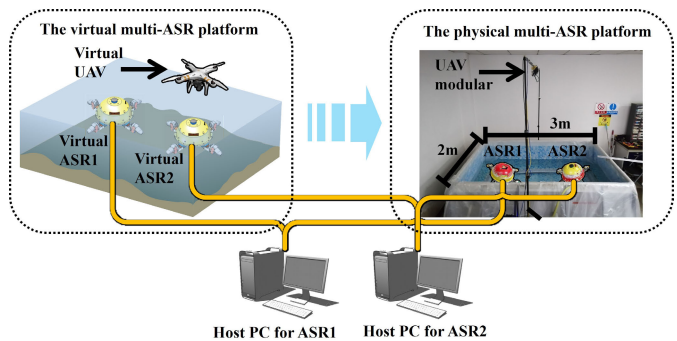 The virtual multi-ASR platform
Virtual
UAV
Virtual
ASR1
Virtual
ASR2
The physical multi-ASR platform
UAV
modular
3m
2m
ASR1
ASR2
Host PC for ASR1
Host PC for ASR2